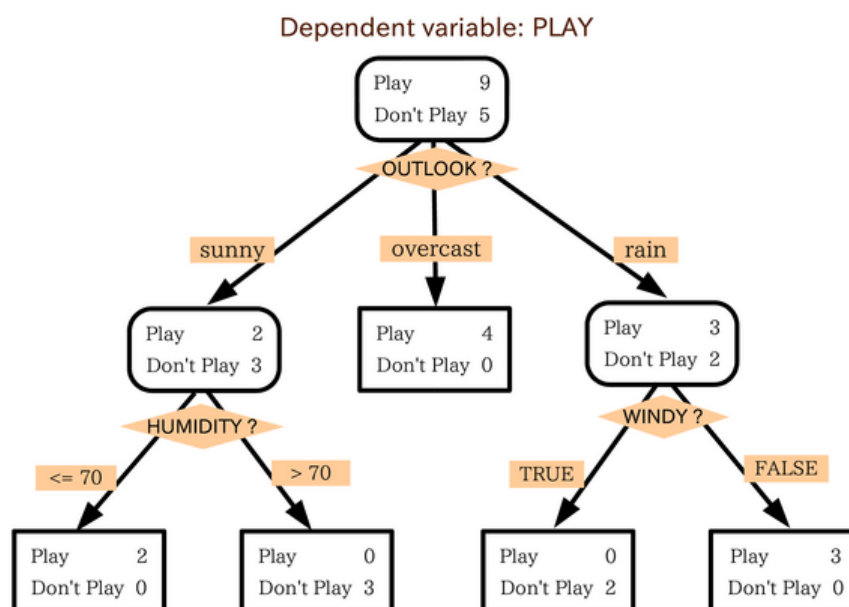 Dependent variable: PLAY
Play 9
Don't Play 5
OUTLOOK ?
sunny
overcast
rain
Play 2
Don't Play 3
Play 4
Don't Play 0
Play 3
Don't Play 2
HUMIDITY ?
WINDY ?
<= 70
> 70
TRUE
FALSE
Play 2
Don't Play 0
Play 0
Don't Play 3
Play 0
Don't Play 2
Play 3
Don't Play 0